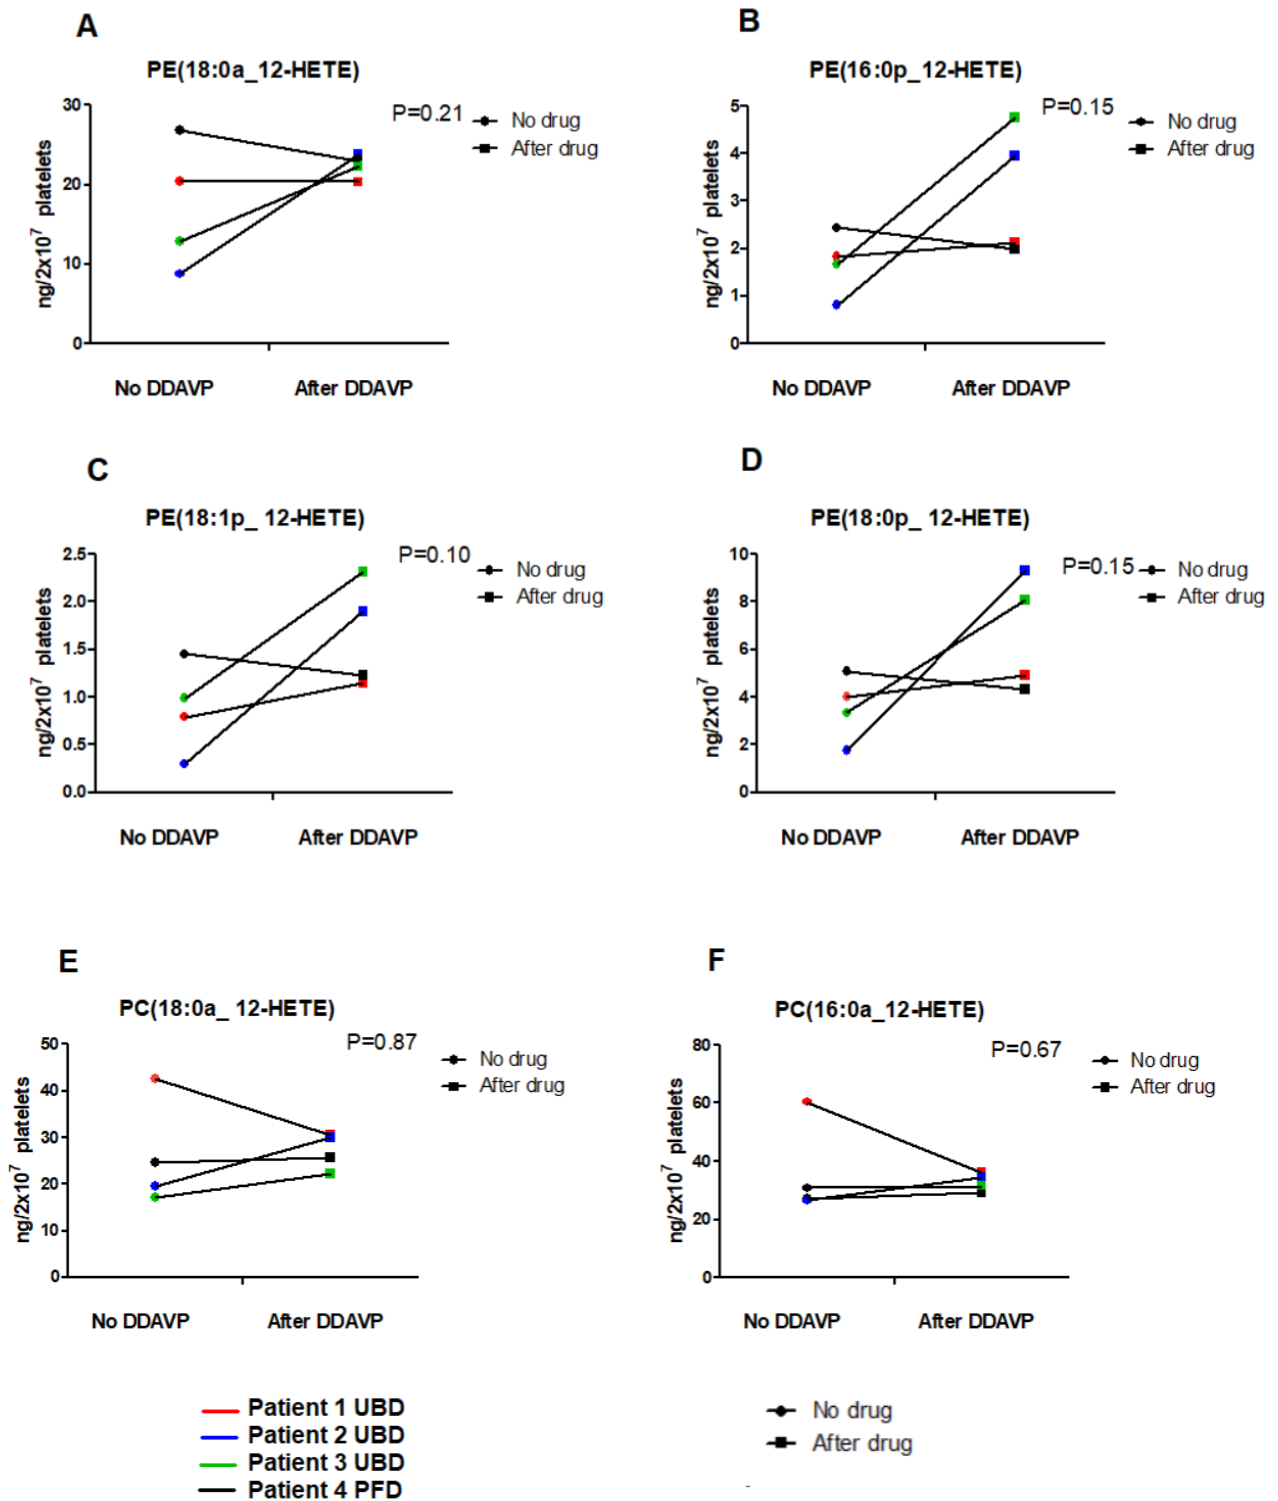 A
PE(18:0a_12-HETE)
P=0.21
No drug
After drug
ng/2x10⁷ platelets
30
20
10
0
No DDAVP After DDAVP
B
PE(16:0p_12-HETE)
P=0.15
No drug
After drug
ng/2x10⁷ platelets
5
4
3
2
1
0
No DDAVP After DDAVP
C
PE(18:1p_ 12-HETE)
P=0.10
No drug
After drug
ng/2x10⁷ platelets
2.5
2.0
1.5
1.0
0.5
0.0
No DDAVP After DDAVP
D
PE(18:0p_ 12-HETE)
P=0.15
No drug
After drug
ng/2x10⁷ platelets
10
8
6
4
2
0
No DDAVP After DDAVP
E
PC(18:0a_ 12-HETE)
P=0.87
No drug
After drug
ng/2x10⁷ platelets
50
40
30
20
10
0
No DDAVP After DDAVP
F
PC(16:0a_12-HETE)
P=0.67
No drug
After drug
ng/2x10⁷ platelets
80
60
40
20
0
No DDAVP After DDAVP
Patient 1 UBD
Patient 2 UBD
Patient 3 UBD
Patient 4 PFD
No drug
After drug